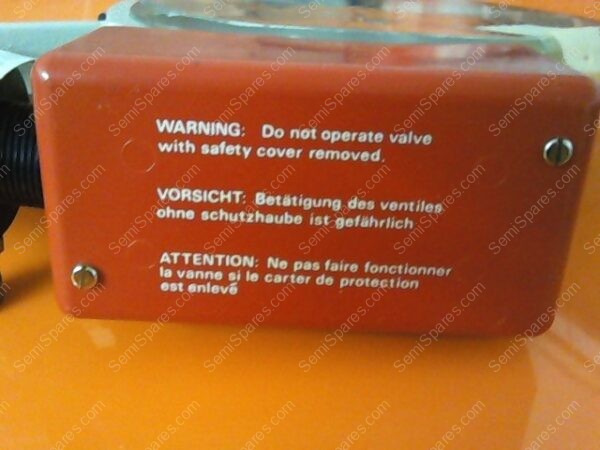 WARNING: Do not operate valve
with safety cover removed.
VORSICHT: Betätigung des ventiles
ohne schutzhaube ist gefährlich
ATTENTION: Ne pas faire fonctionner
la vanne si le carter de protection
est enlevé
SemiSpares.com